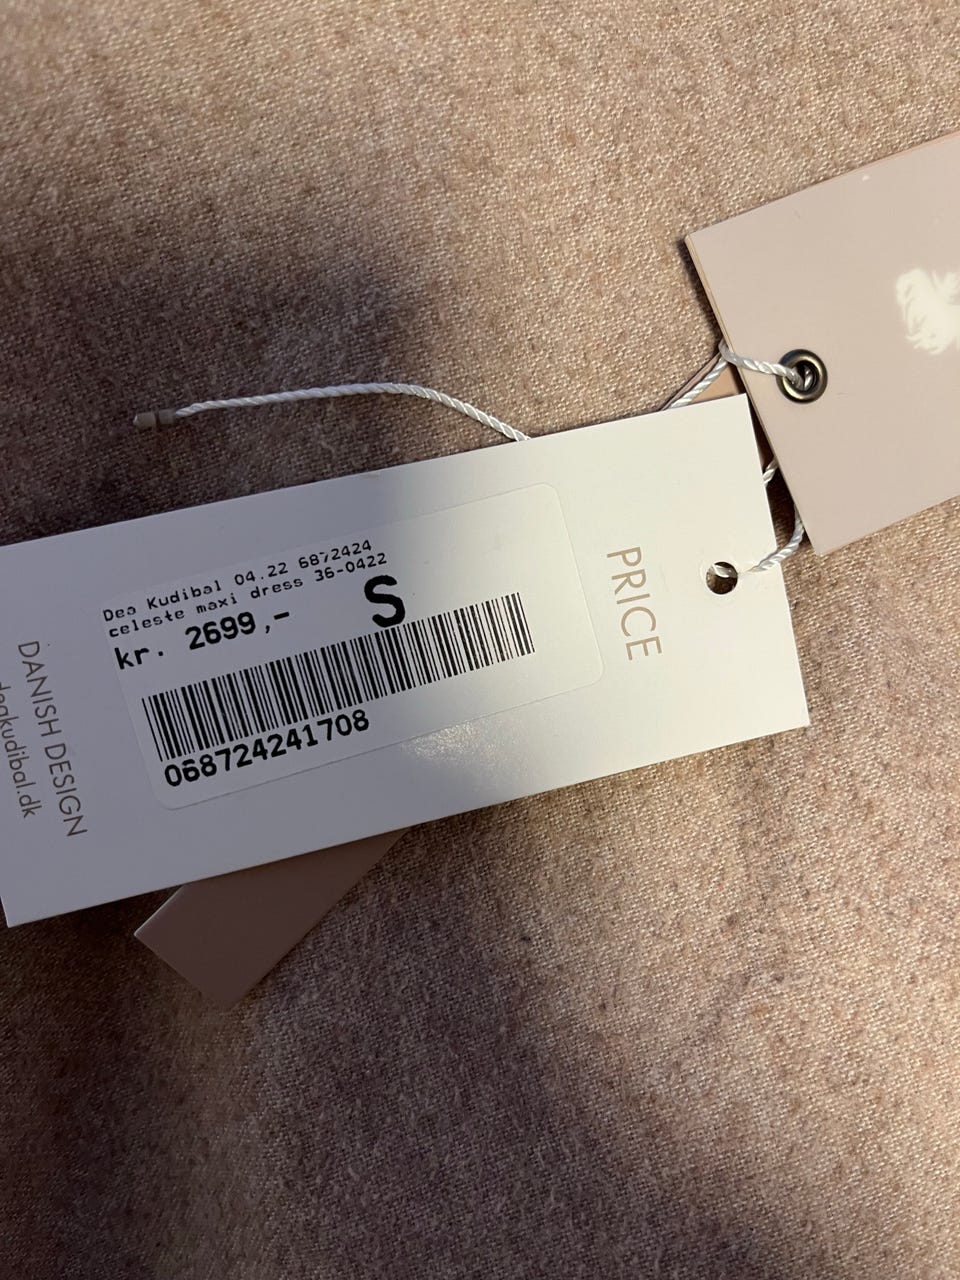 Dea Kudibal 04.22 6872424
celeste maxi dress 36-0422
kr. 2699,- S
068724241708
PRICE
DANISH DESIGN
deakudibal.dk